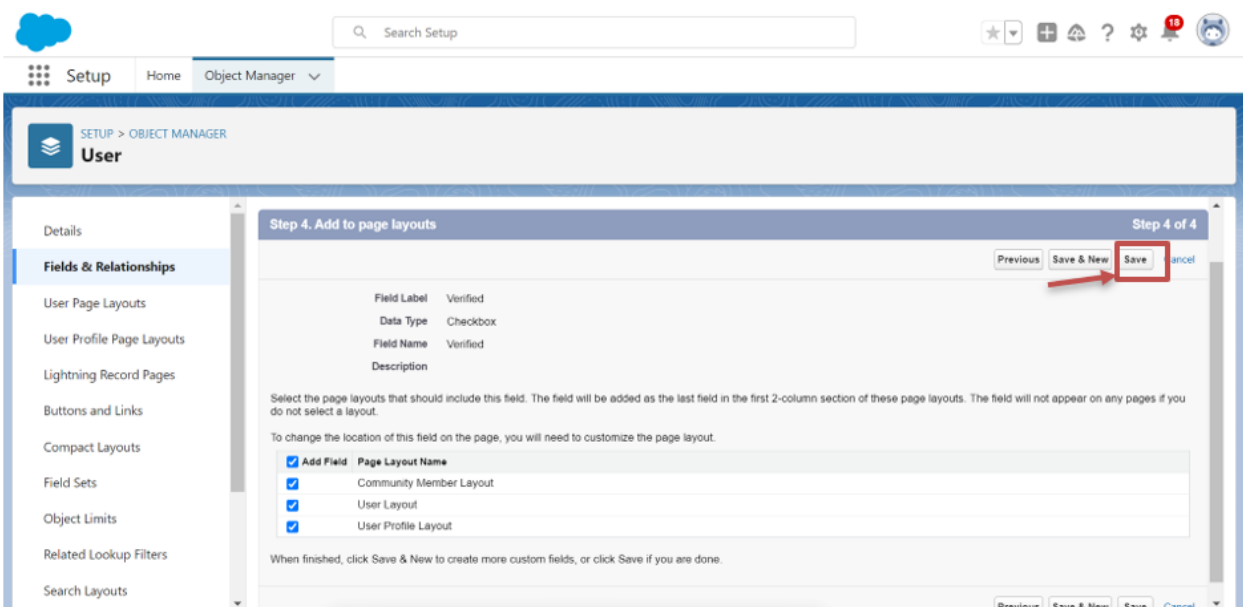 Search Setup
18
Setup
Home
Object Manager
SETUP > OBJECT MANAGER
User
Details
Fields & Relationships
User Page Layouts
User Profile Page Layouts
Lightning Record Pages
Buttons and Links
Compact Layouts
Field Sets
Object Limits
Related Lookup Filters
Search Layouts
Step 4. Add to page layouts
Step 4 of 4
Previous
Save & New
Save
Cancel
Field Label Verified
Data Type Checkbox
Field Name Verified
Description
Select the page layouts that should include this field. The field will be added as the last field in the first 2-column section of these page layouts. The field will not appear on any pages if you
do not select a layout.
To change the location of this field on the page, you will need to customize the page layout.
Add Field Page Layout Name
Community Member Layout
User Layout
User Profile Layout
When finished, click Save & New to create more custom fields, or click Save if you are done.
Previous
Save & New
Save
Cancel